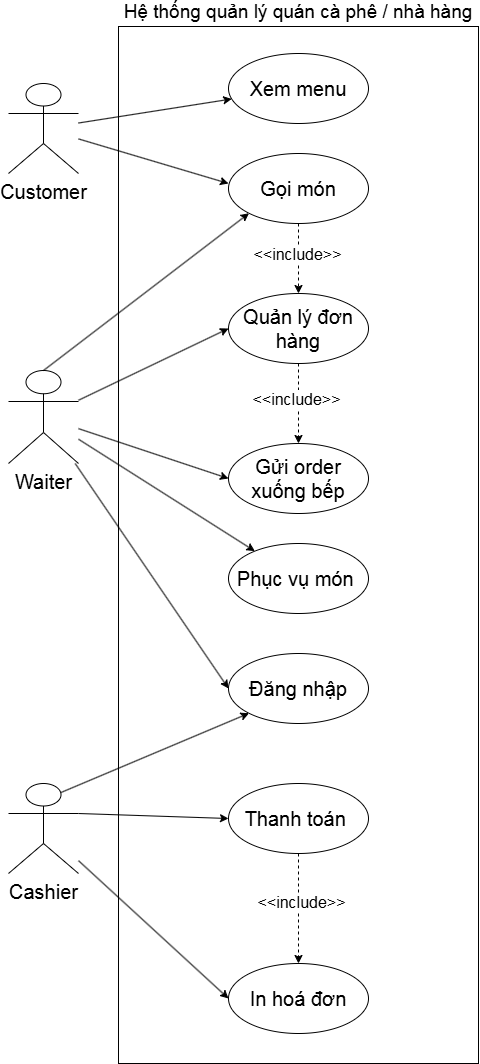 Hệ thống quản lý quán cà phê / nhà hàng
Xem menu
Customer
Gọi món
<<include>>
Quản lý đơn
hàng
<<include>>
Waiter
Gửi order
xuống bếp
Phục vụ món
Đăng nhập
Thanh toán
Cashier
<<include>>
In hoá đơn